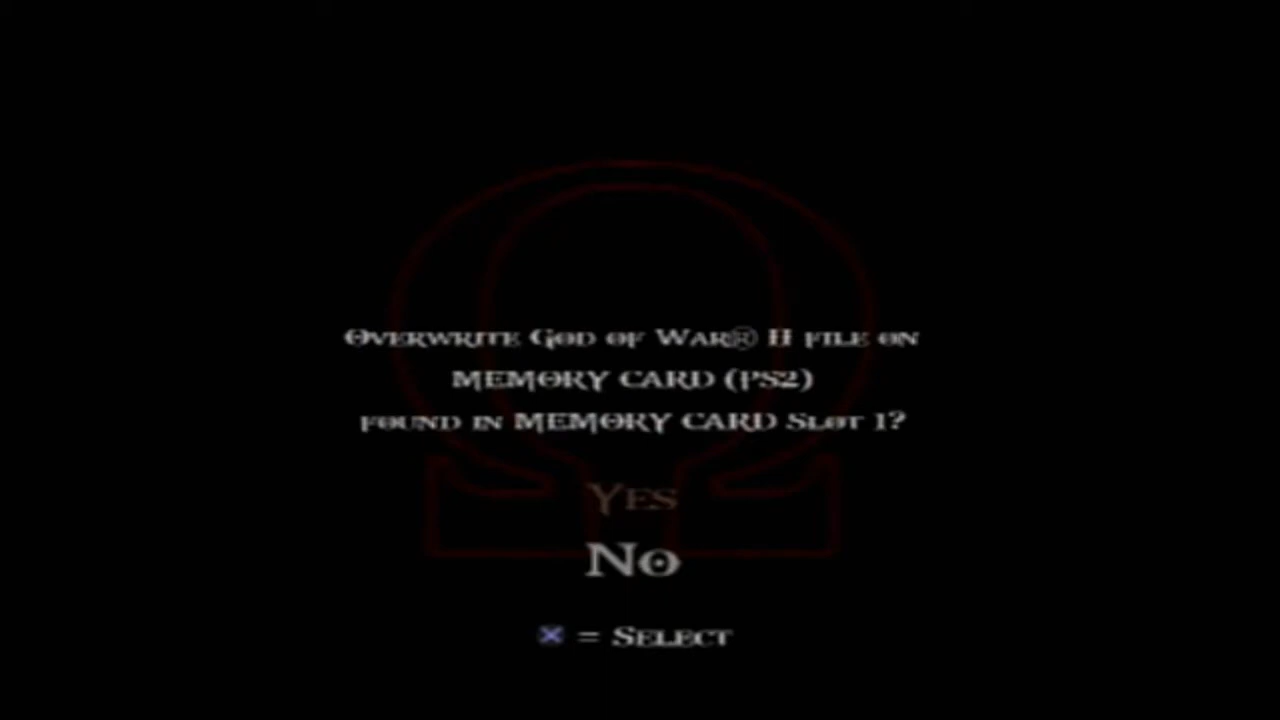 Overwrite God of War® II file on
MEMORY CARD (PS2)
found in MEMORY CARD Slot 1?
Yes
No
✕ = Select